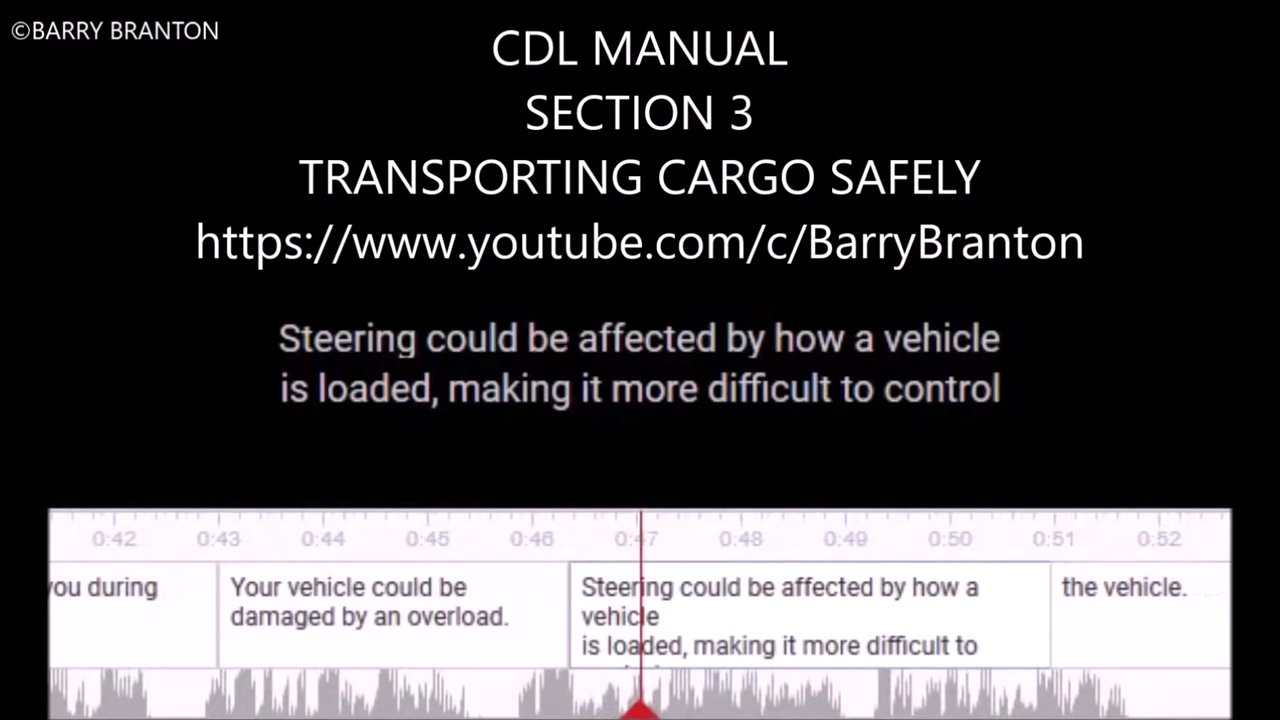 ©BARRY BRANTON
CDL MANUAL
SECTION 3
TRANSPORTING CARGO SAFELY
https://www.youtube.com/c/BarryBranton
Steering could be affected by how a vehicle
is loaded, making it more difficult to control
0:42 0:43 0:44 0:45 0:46 0:47 0:48 0:49 0:50 0:51 0:52
you during
Your vehicle could be
damaged by an overload.
Steering could be affected by how a
vehicle
is loaded, making it more difficult to
the vehicle.